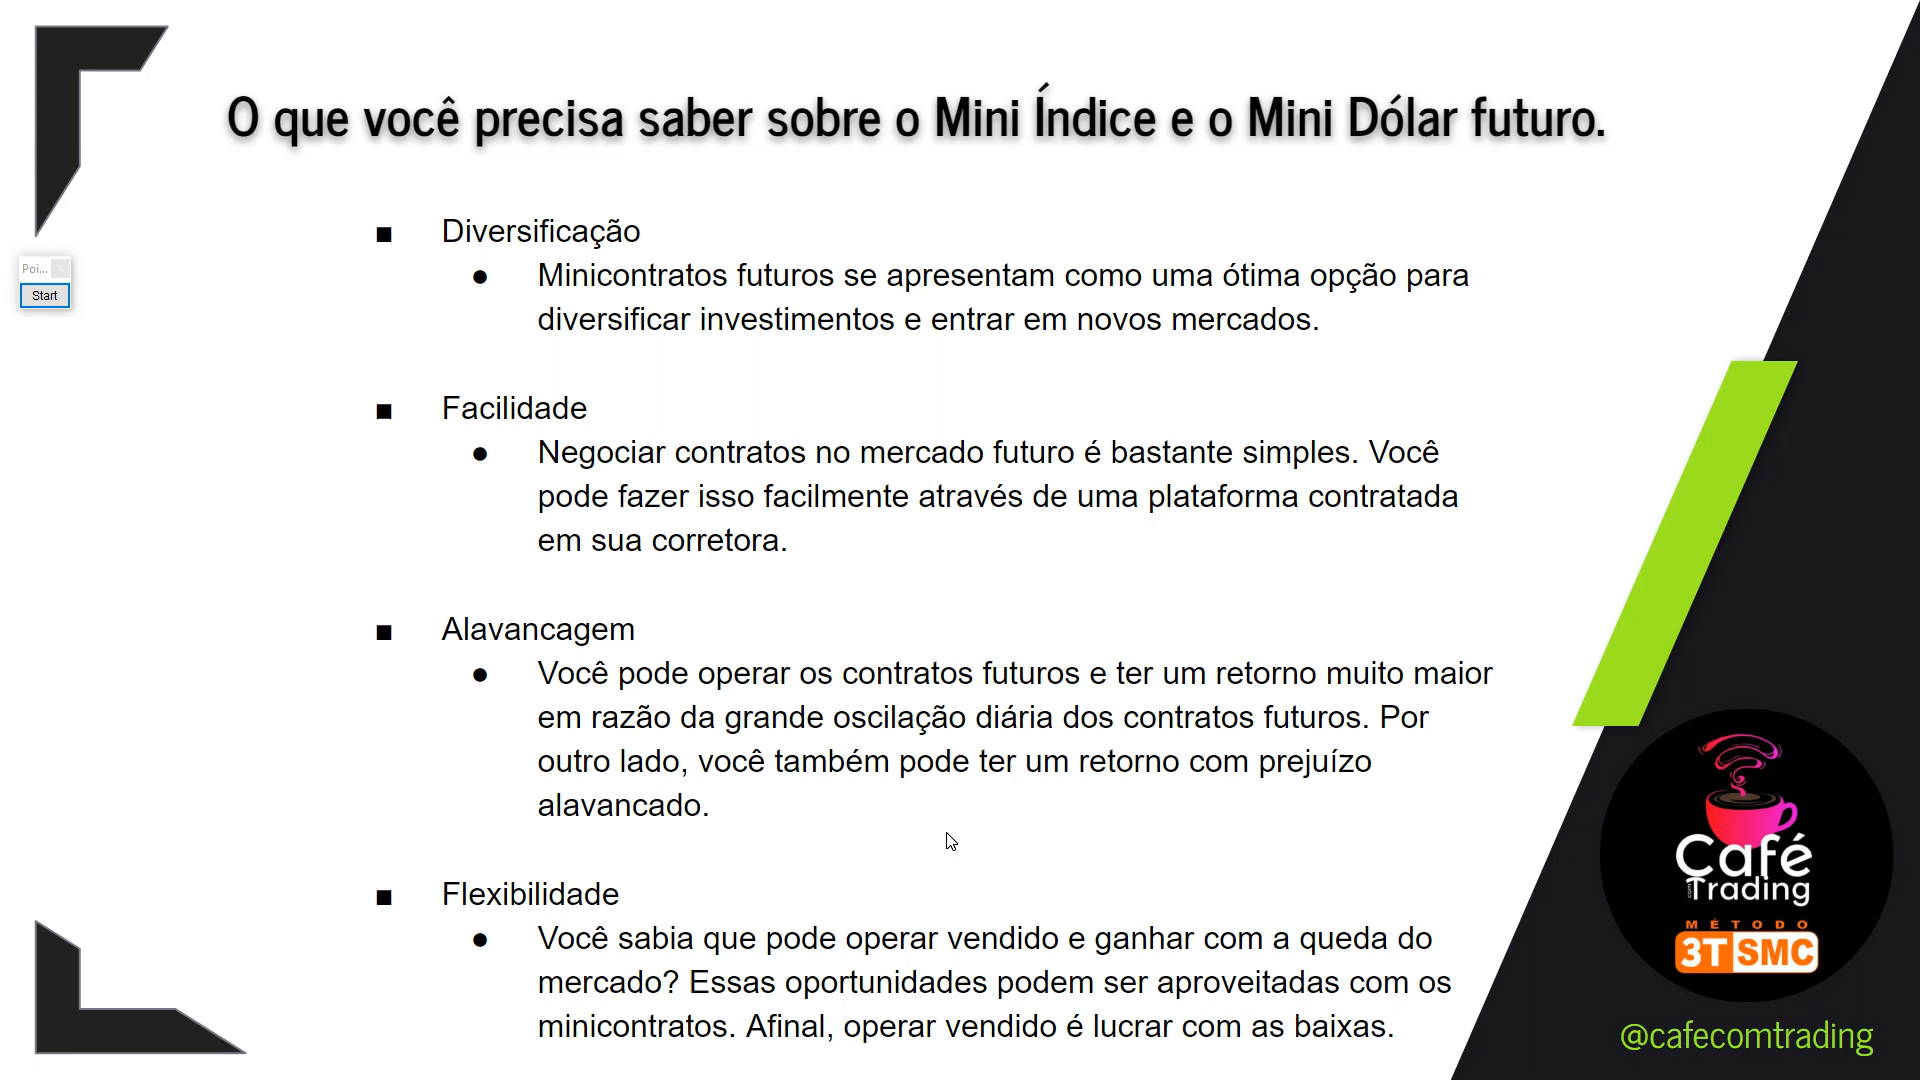 O que você precisa saber sobre o Mini Índice e o Mini Dólar futuro.
■ Diversificação
● Minicontratos futuros se apresentam como uma ótima opção para
diversificar investimentos e entrar em novos mercados.
Poi...
Start
■ Facilidade
● Negociar contratos no mercado futuro é bastante simples. Você
pode fazer isso facilmente através de uma plataforma contratada
em sua corretora.
■ Alavancagem
● Você pode operar os contratos futuros e ter um retorno muito maior
em razão da grande oscilação diária dos contratos futuros. Por
outro lado, você também pode ter um retorno com prejuízo
alavancado.
■ Flexibilidade
● Você sabia que pode operar vendido e ganhar com a queda do
mercado? Essas oportunidades podem ser aproveitadas com os
minicontratos. Afinal, operar vendido é lucrar com as baixas.
Café
com Trading
MÉTODO
3T SMC
@cafecomtrading